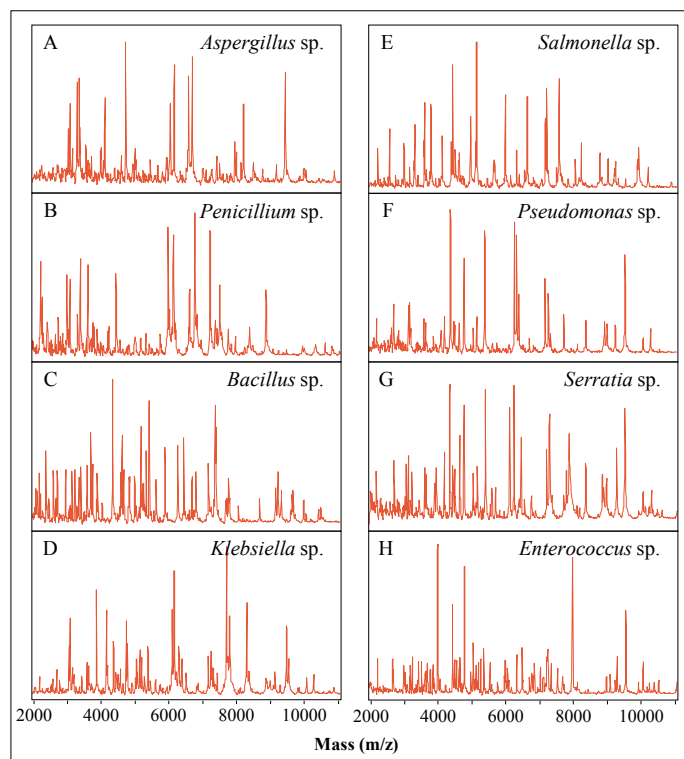 A Aspergillus sp.
B Penicillium sp.
C Bacillus sp.
D Klebsiella sp.
2000 4000 6000 8000 10000
E Salmonella sp.
F Pseudomonas sp.
G Serratia sp.
H Enterococcus sp.
2000 4000 6000 8000 10000
Mass (m/z)